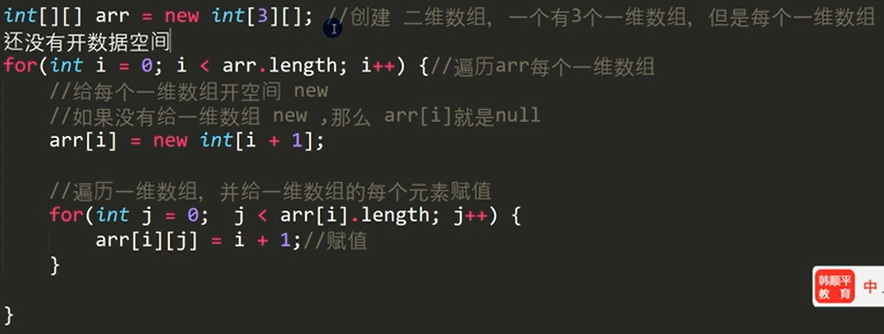 int[][] arr = new int[3][]; //创建 二维数组，一个有3个一维数组，但是每个一维数组
还没有开数据空间
for(int i = 0; i < arr.length; i++) {//遍历arr每个一维数组
    //给每个一维数组开空间 new
    //如果没有给一维数组 new ,那么 arr[i]就是null
    arr[i] = new int[i + 1];
    //遍历一维数组，并给一维数组的每个元素赋值
    for(int j = 0;  j < arr[i].length; j++) {
        arr[i][j] = i + 1;//赋值
    }
}
韩顺平
教育
中